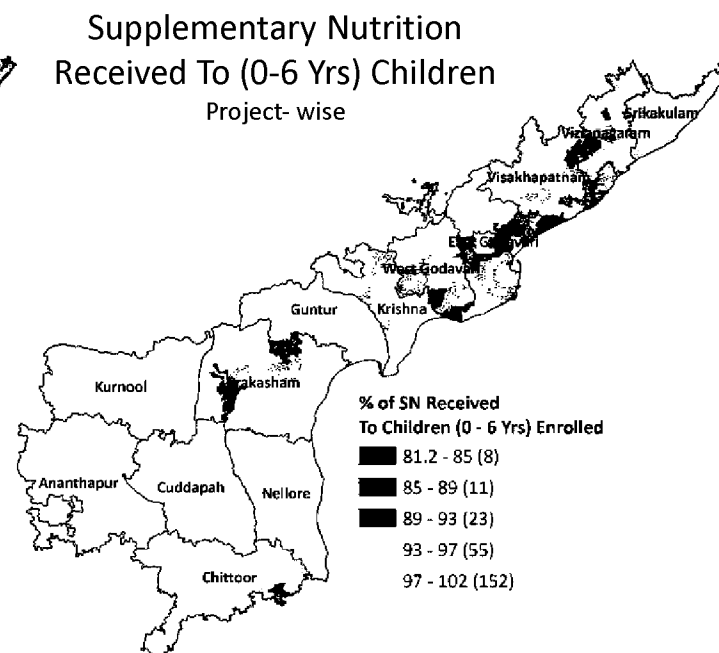 Supplementary Nutrition
Received To (0-6 Yrs) Children
Project- wise
Srikakulam
Vizianagaram
Visakhapatnam
East Godavari
West Godavari
Guntur
Krishna
Kurnool
Prakasham
% of SN Received
To Children (0 - 6 Yrs) Enrolled
81.2 - 85 (8)
85 - 89 (11)
89 - 93 (23)
93 - 97 (55)
97 - 102 (152)
Ananthapur
Cuddapah
Nellore
Chittoor